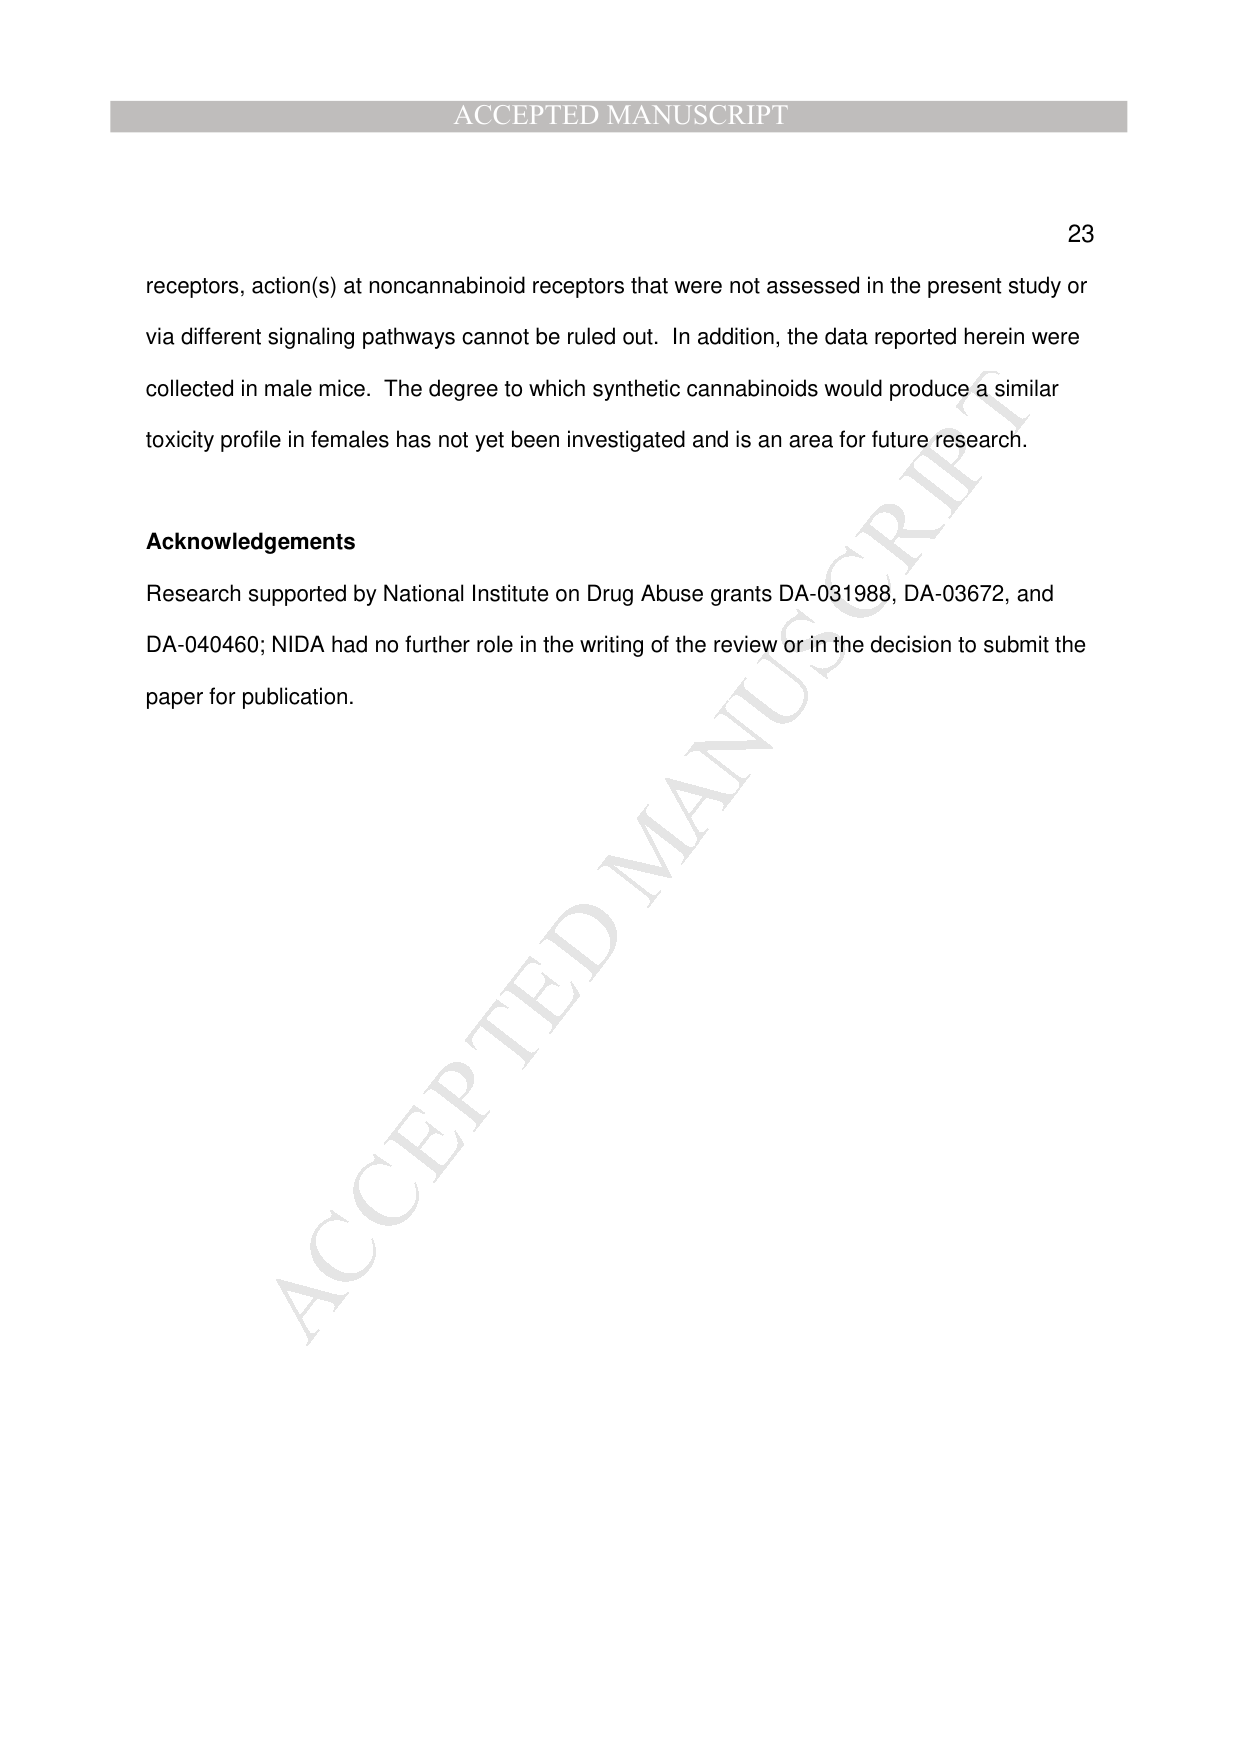 ACCEPTED MANUSCRIPT
23
receptors, action(s) at noncannabinoid receptors that were not assessed in the present study or
via different signaling pathways cannot be ruled out.  In addition, the data reported herein were
collected in male mice.  The degree to which synthetic cannabinoids would produce a similar
toxicity profile in females has not yet been investigated and is an area for future research.
Acknowledgements
Research supported by National Institute on Drug Abuse grants DA-031988, DA-03672, and
DA-040460; NIDA had no further role in the writing of the review or in the decision to submit the
paper for publication.
ACCEPTED MANUSCRIPT